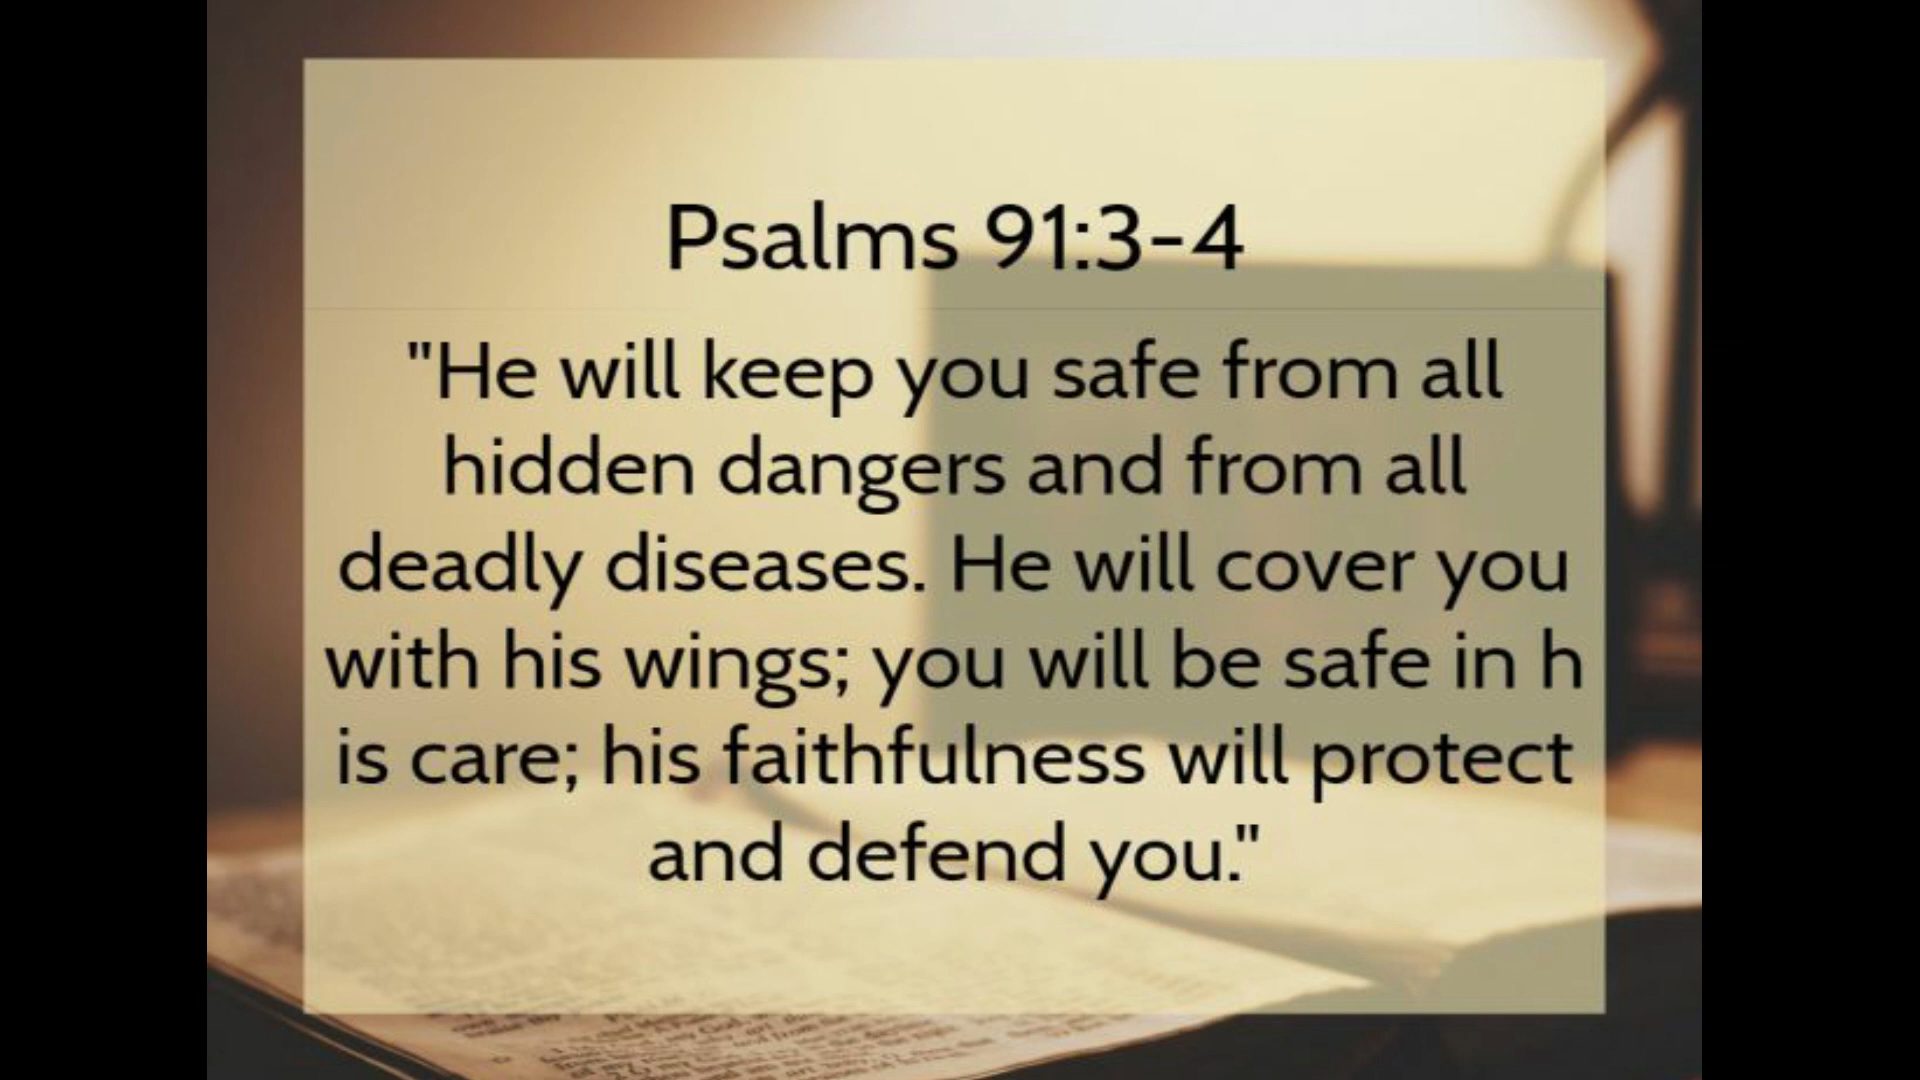 Psalms 91:3-4
"He will keep you safe from all
hidden dangers and from all
deadly diseases. He will cover you
with his wings; you will be safe in h
is care; his faithfulness will protect
and defend you."